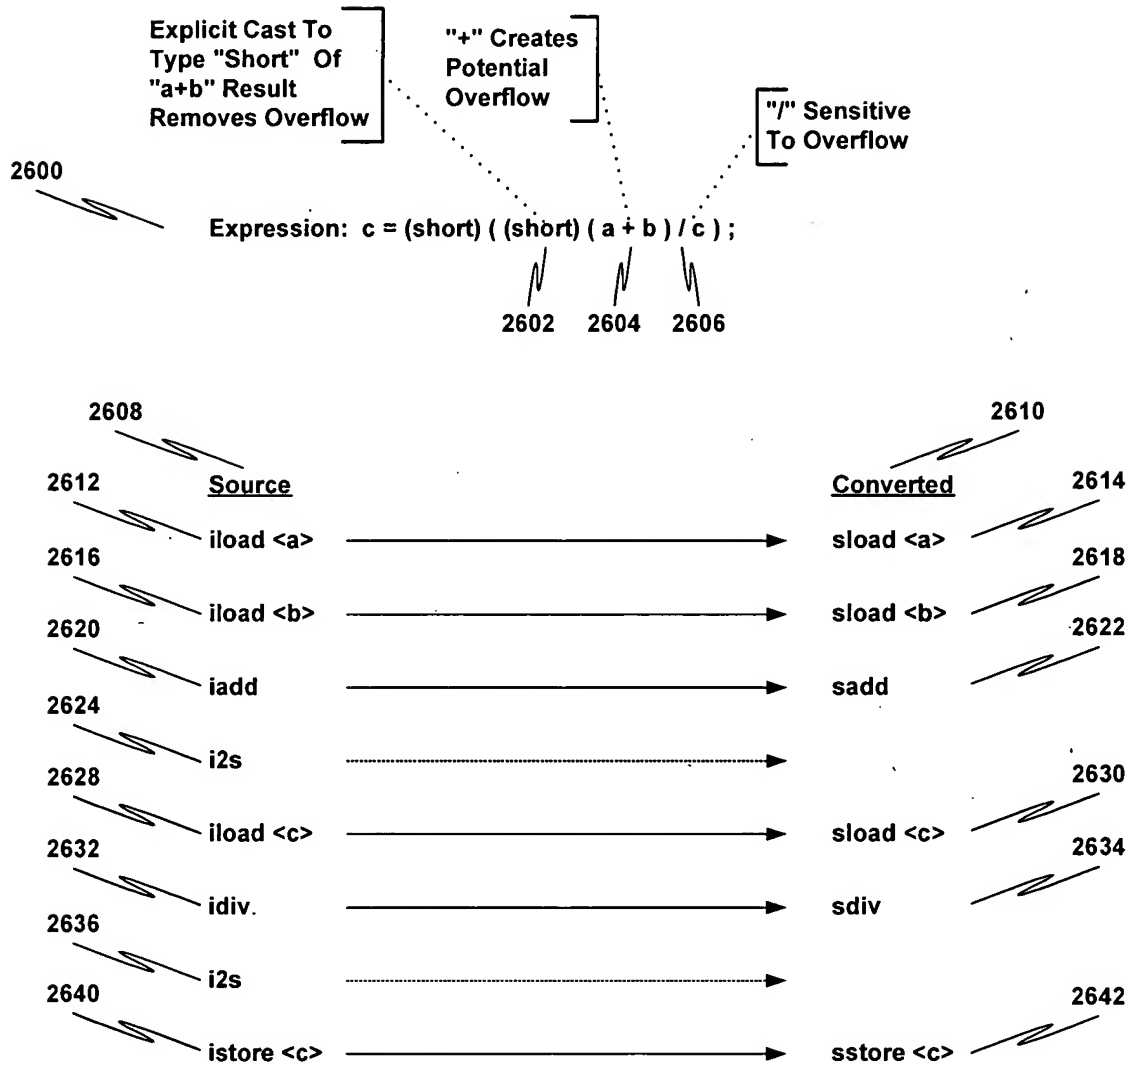 Explicit Cast To
Type "Short" Of
"a+b" Result
Removes Overflow
"+" Creates
Potential
Overflow
"/" Sensitive
To Overflow
2600
Expression: c = (short) ( (short) ( a + b ) / c ) ;
2602 2604 2606
2608 2610
Source Converted
2612 iload <a> sload <a> 2614
2616 iload <b> sload <b> 2618
2620 iadd sadd 2622
2624 i2s
2628 iload <c> sload <c> 2630
2632 idiv sdiv 2634
2636 i2s
2640 istore <c> sstore <c> 2642